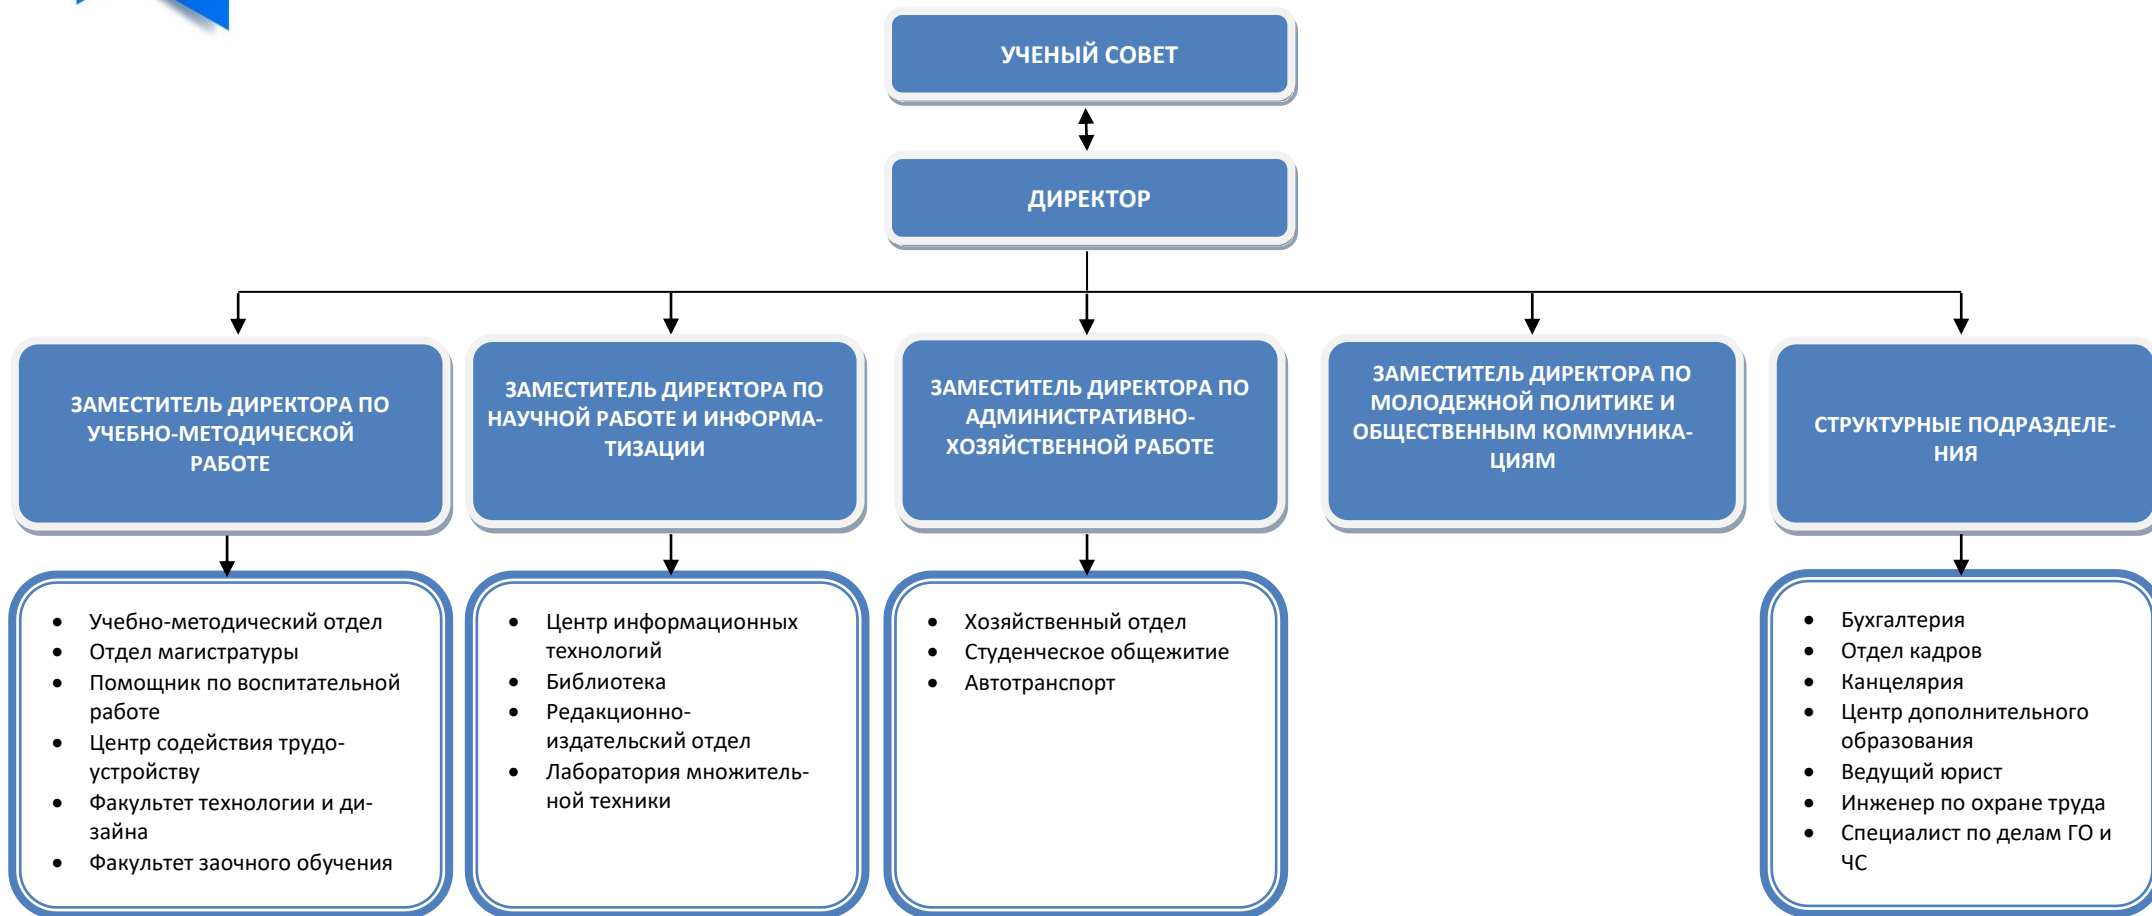 УЧЕНЫЙ СОВЕТ
ДИРЕКТОР
ЗАМЕСТИТЕЛЬ ДИРЕКТОРА ПО
УЧЕБНО-МЕТОДИЧЕСКОЙ
РАБОТЕ
ЗАМЕСТИТЕЛЬ ДИРЕКТОРА ПО
НАУЧНОЙ РАБОТЕ И ИНФОРМА-
ТИЗАЦИИ
ЗАМЕСТИТЕЛЬ ДИРЕКТОРА ПО
АДМИНИСТРАТИВНО-
ХОЗЯЙСТВЕННОЙ РАБОТЕ
ЗАМЕСТИТЕЛЬ ДИРЕКТОРА ПО
МОЛОДЕЖНОЙ ПОЛИТИКЕ И
ОБЩЕСТВЕННЫМ КОММУНИКА-
ЦИЯМ
СТРУКТУРНЫЕ ПОДРАЗДЕЛЕ-
НИЯ
• Учебно-методический отдел
• Отдел магистратуры
• Помощник по воспитательной
работе
• Центр содействия трудо-
устройству
• Факультет технологии и ди-
зайна
• Факультет заочного обучения
• Центр информационных
технологий
• Библиотека
• Редакционно-
издательский отдел
• Лаборатория множитель-
ной техники
• Хозяйственный отдел
• Студенческое общежитие
• Автотранспорт
• Бухгалтерия
• Отдел кадров
• Канцелярия
• Центр дополнительного
образования
• Ведущий юрист
• Инженер по охране труда
• Специалист по делам ГО и
ЧС